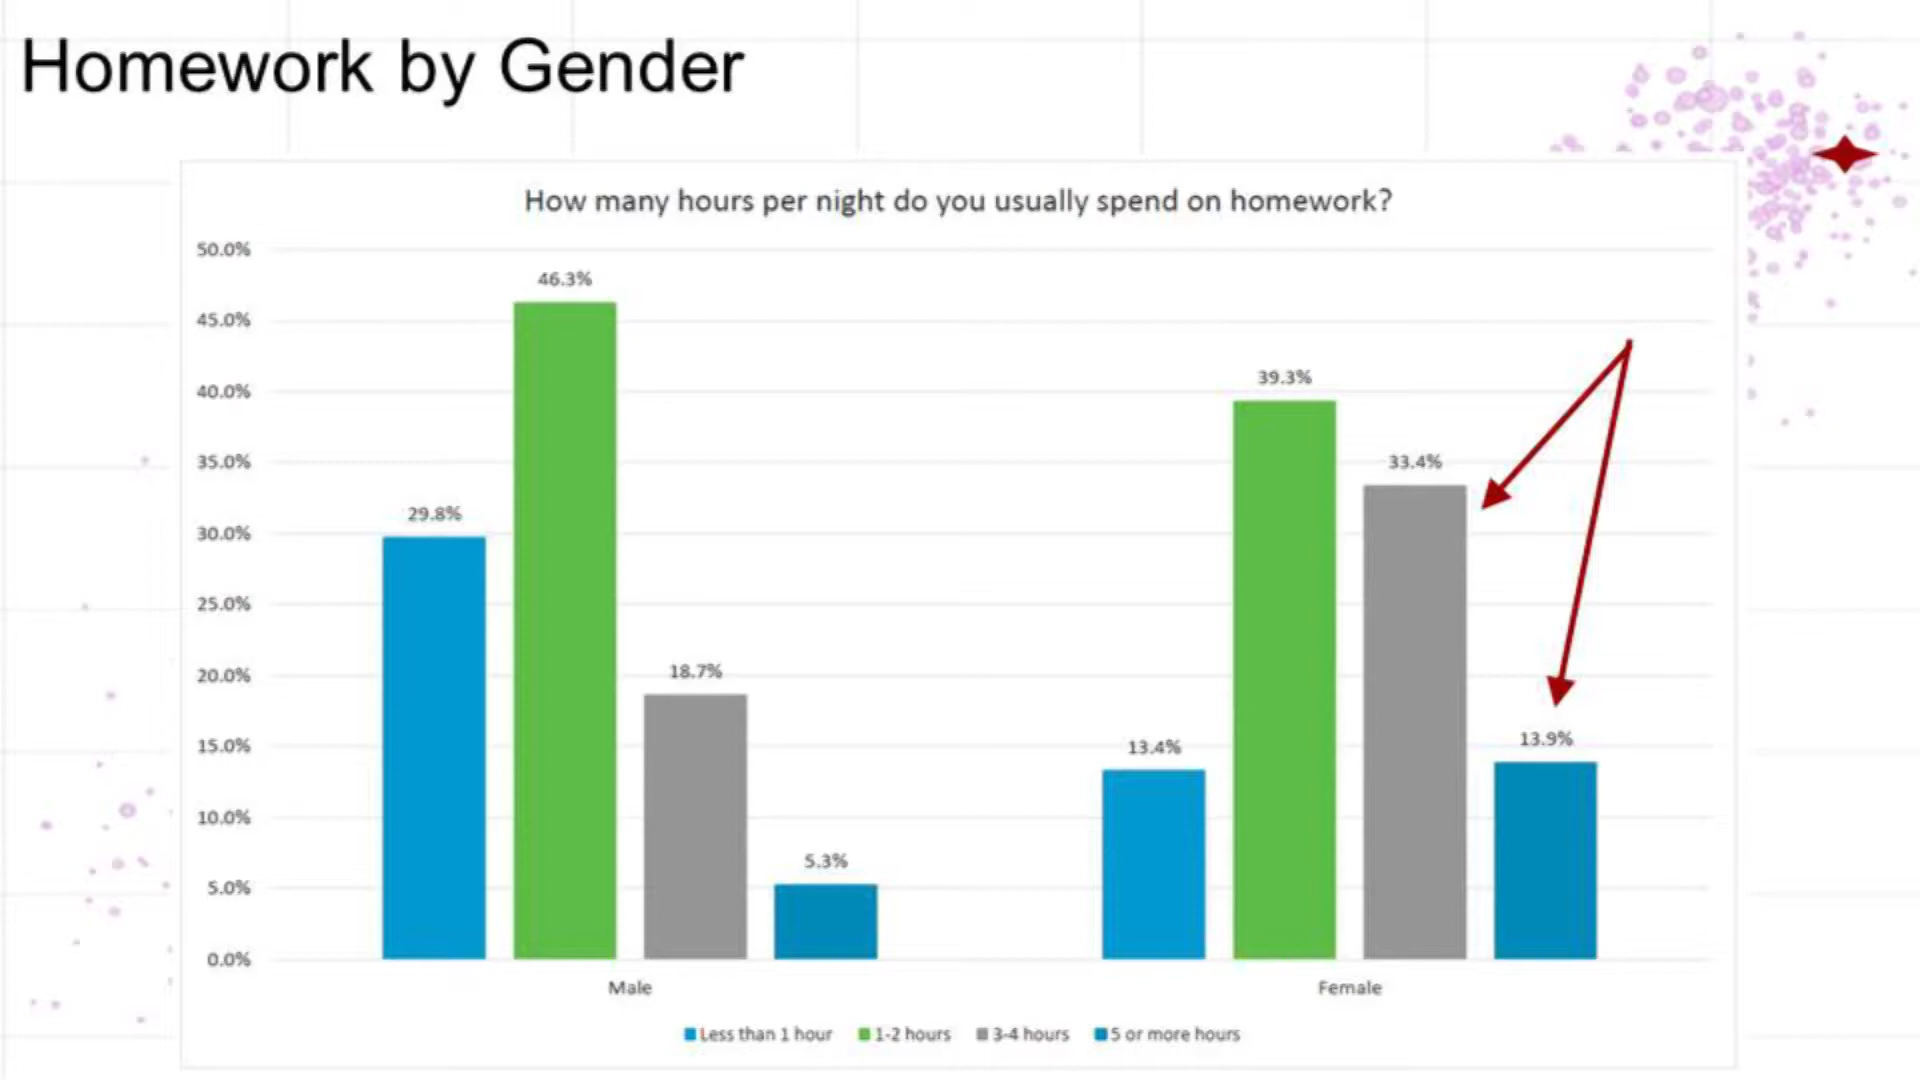 Homework by Gender
How many hours per night do you usually spend on homework?
50.0%
45.0%
40.0%
35.0%
30.0%
25.0%
20.0%
15.0%
10.0%
5.0%
0.0%
29.8%
46.3%
18.7%
5.3%
13.4%
39.3%
33.4%
13.9%
Male
Female
Less than 1 hour
1-2 hours
3-4 hours
5 or more hours